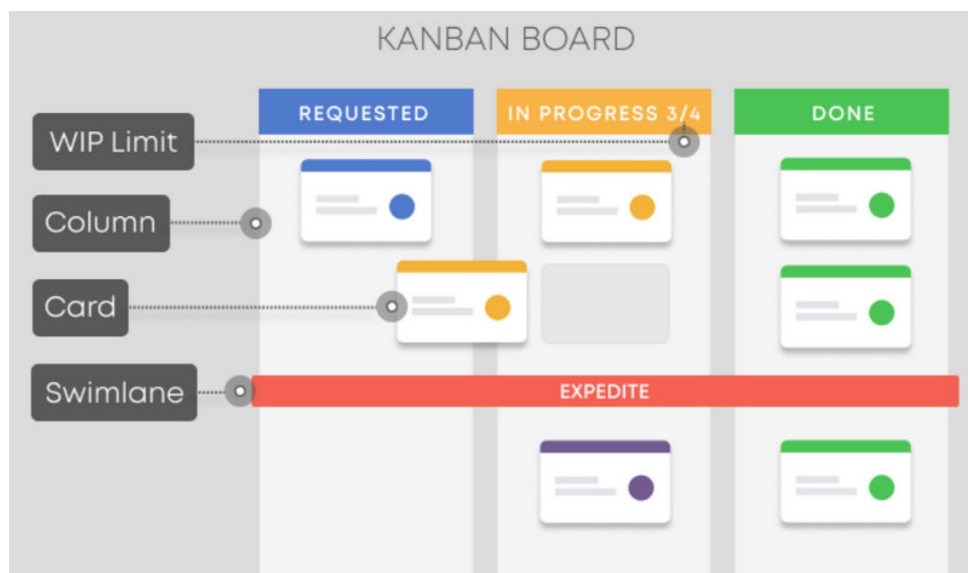 KANBAN BOARD
REQUESTED
IN PROGRESS 3/4
DONE
WIP Limit
Column
Card
Swimlane
EXPEDITE